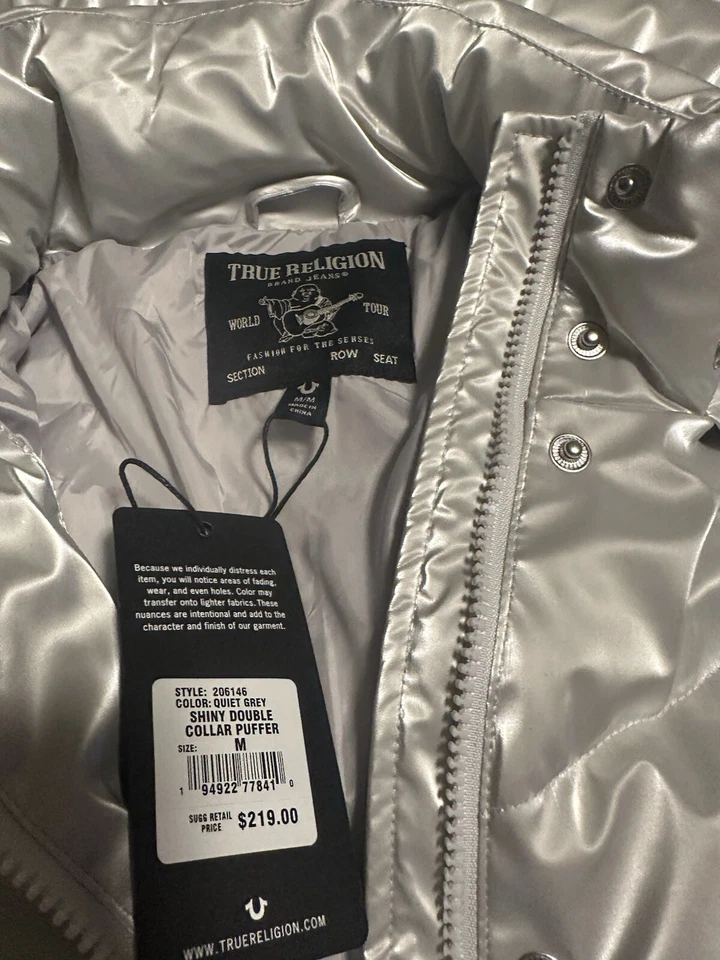 TRUE RELIGION
BRAND JEANS®
WORLD TOUR
FASHION FOR THE SENSES
SECTION ROW SEAT
M/M
MADE IN
CHINA
Because we individually distress each
item, you will notice areas of fading,
wear, and even holes. Color may
transfer onto lighter fabrics. These
nuances are intentional and add to the
character and finish of our garment.
STYLE: 206146
COLOR: QUIET GREY
SHINY DOUBLE
COLLAR PUFFER
SIZE: M
1 94922 77841 0
SUGG RETAIL
PRICE $219.00
WWW.TRUERELIGION.COM